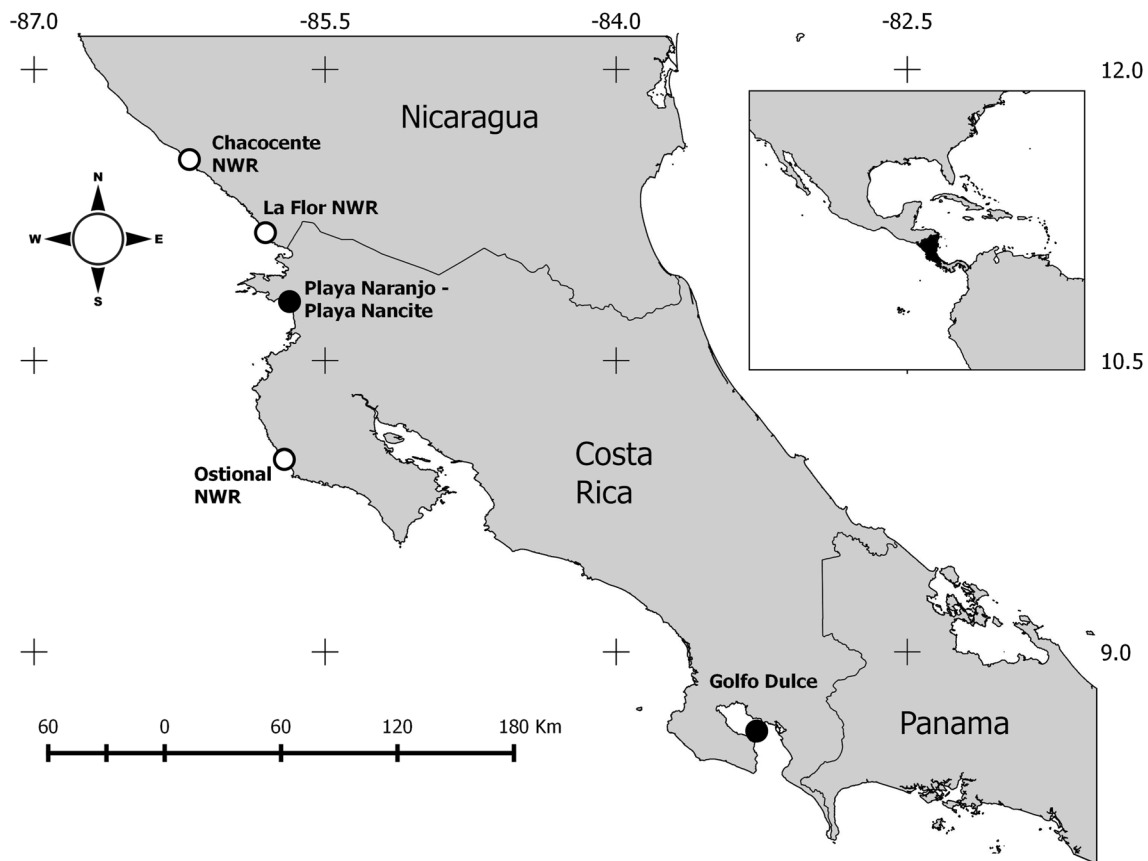 -87.0
-85.5
-84.0
-82.5
12.0
Nicaragua
Chacocente
NWR
N
La Flor NWR
W
E
S
Playa Naranjo -
Playa Nancite
10.5
Costa
Rica
Ostional
NWR
9.0
Golfo Dulce
Panama
60
0
60
120
180 Km